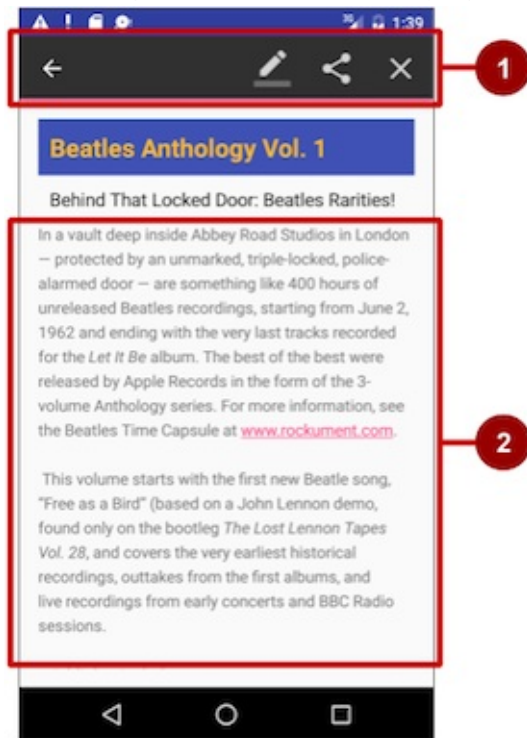 3G 1:39
1
Beatles Anthology Vol. 1
Behind That Locked Door: Beatles Rarities!
In a vault deep inside Abbey Road Studios in London
— protected by an unmarked, triple-locked, police-
alarmed door — are something like 400 hours of
unreleased Beatles recordings, starting from June 2,
1962 and ending with the very last tracks recorded
for the Let It Be album. The best of the best were
released by Apple Records in the form of the 3-
volume Anthology series. For more information, see
the Beatles Time Capsule at www.rockument.com.
2
This volume starts with the first new Beatle song,
"Free as a Bird" (based on a John Lennon demo,
found only on the bootleg The Lost Lennon Tapes
Vol. 28, and covers the very earliest historical
recordings, outtakes from the first albums, and
live recordings from early concerts and BBC Radio
sessions.